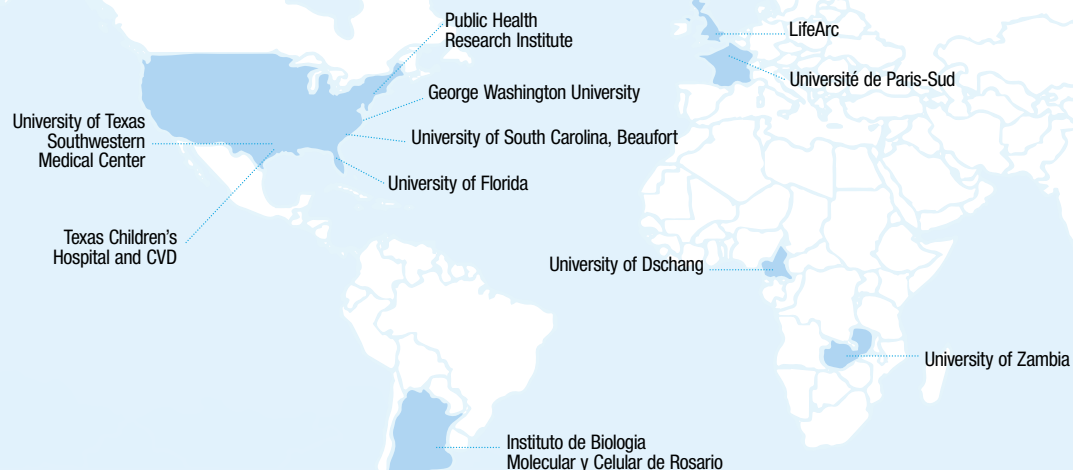 Public Health
Research Institute
LifeArc
Université de Paris-Sud
George Washington University
University of Texas
Southwestern
Medical Center
University of South Carolina, Beaufort
University of Florida
Texas Children’s
Hospital and CVD
University of Dschang
University of Zambia
Instituto de Biologia
Molecular y Celular de Rosario